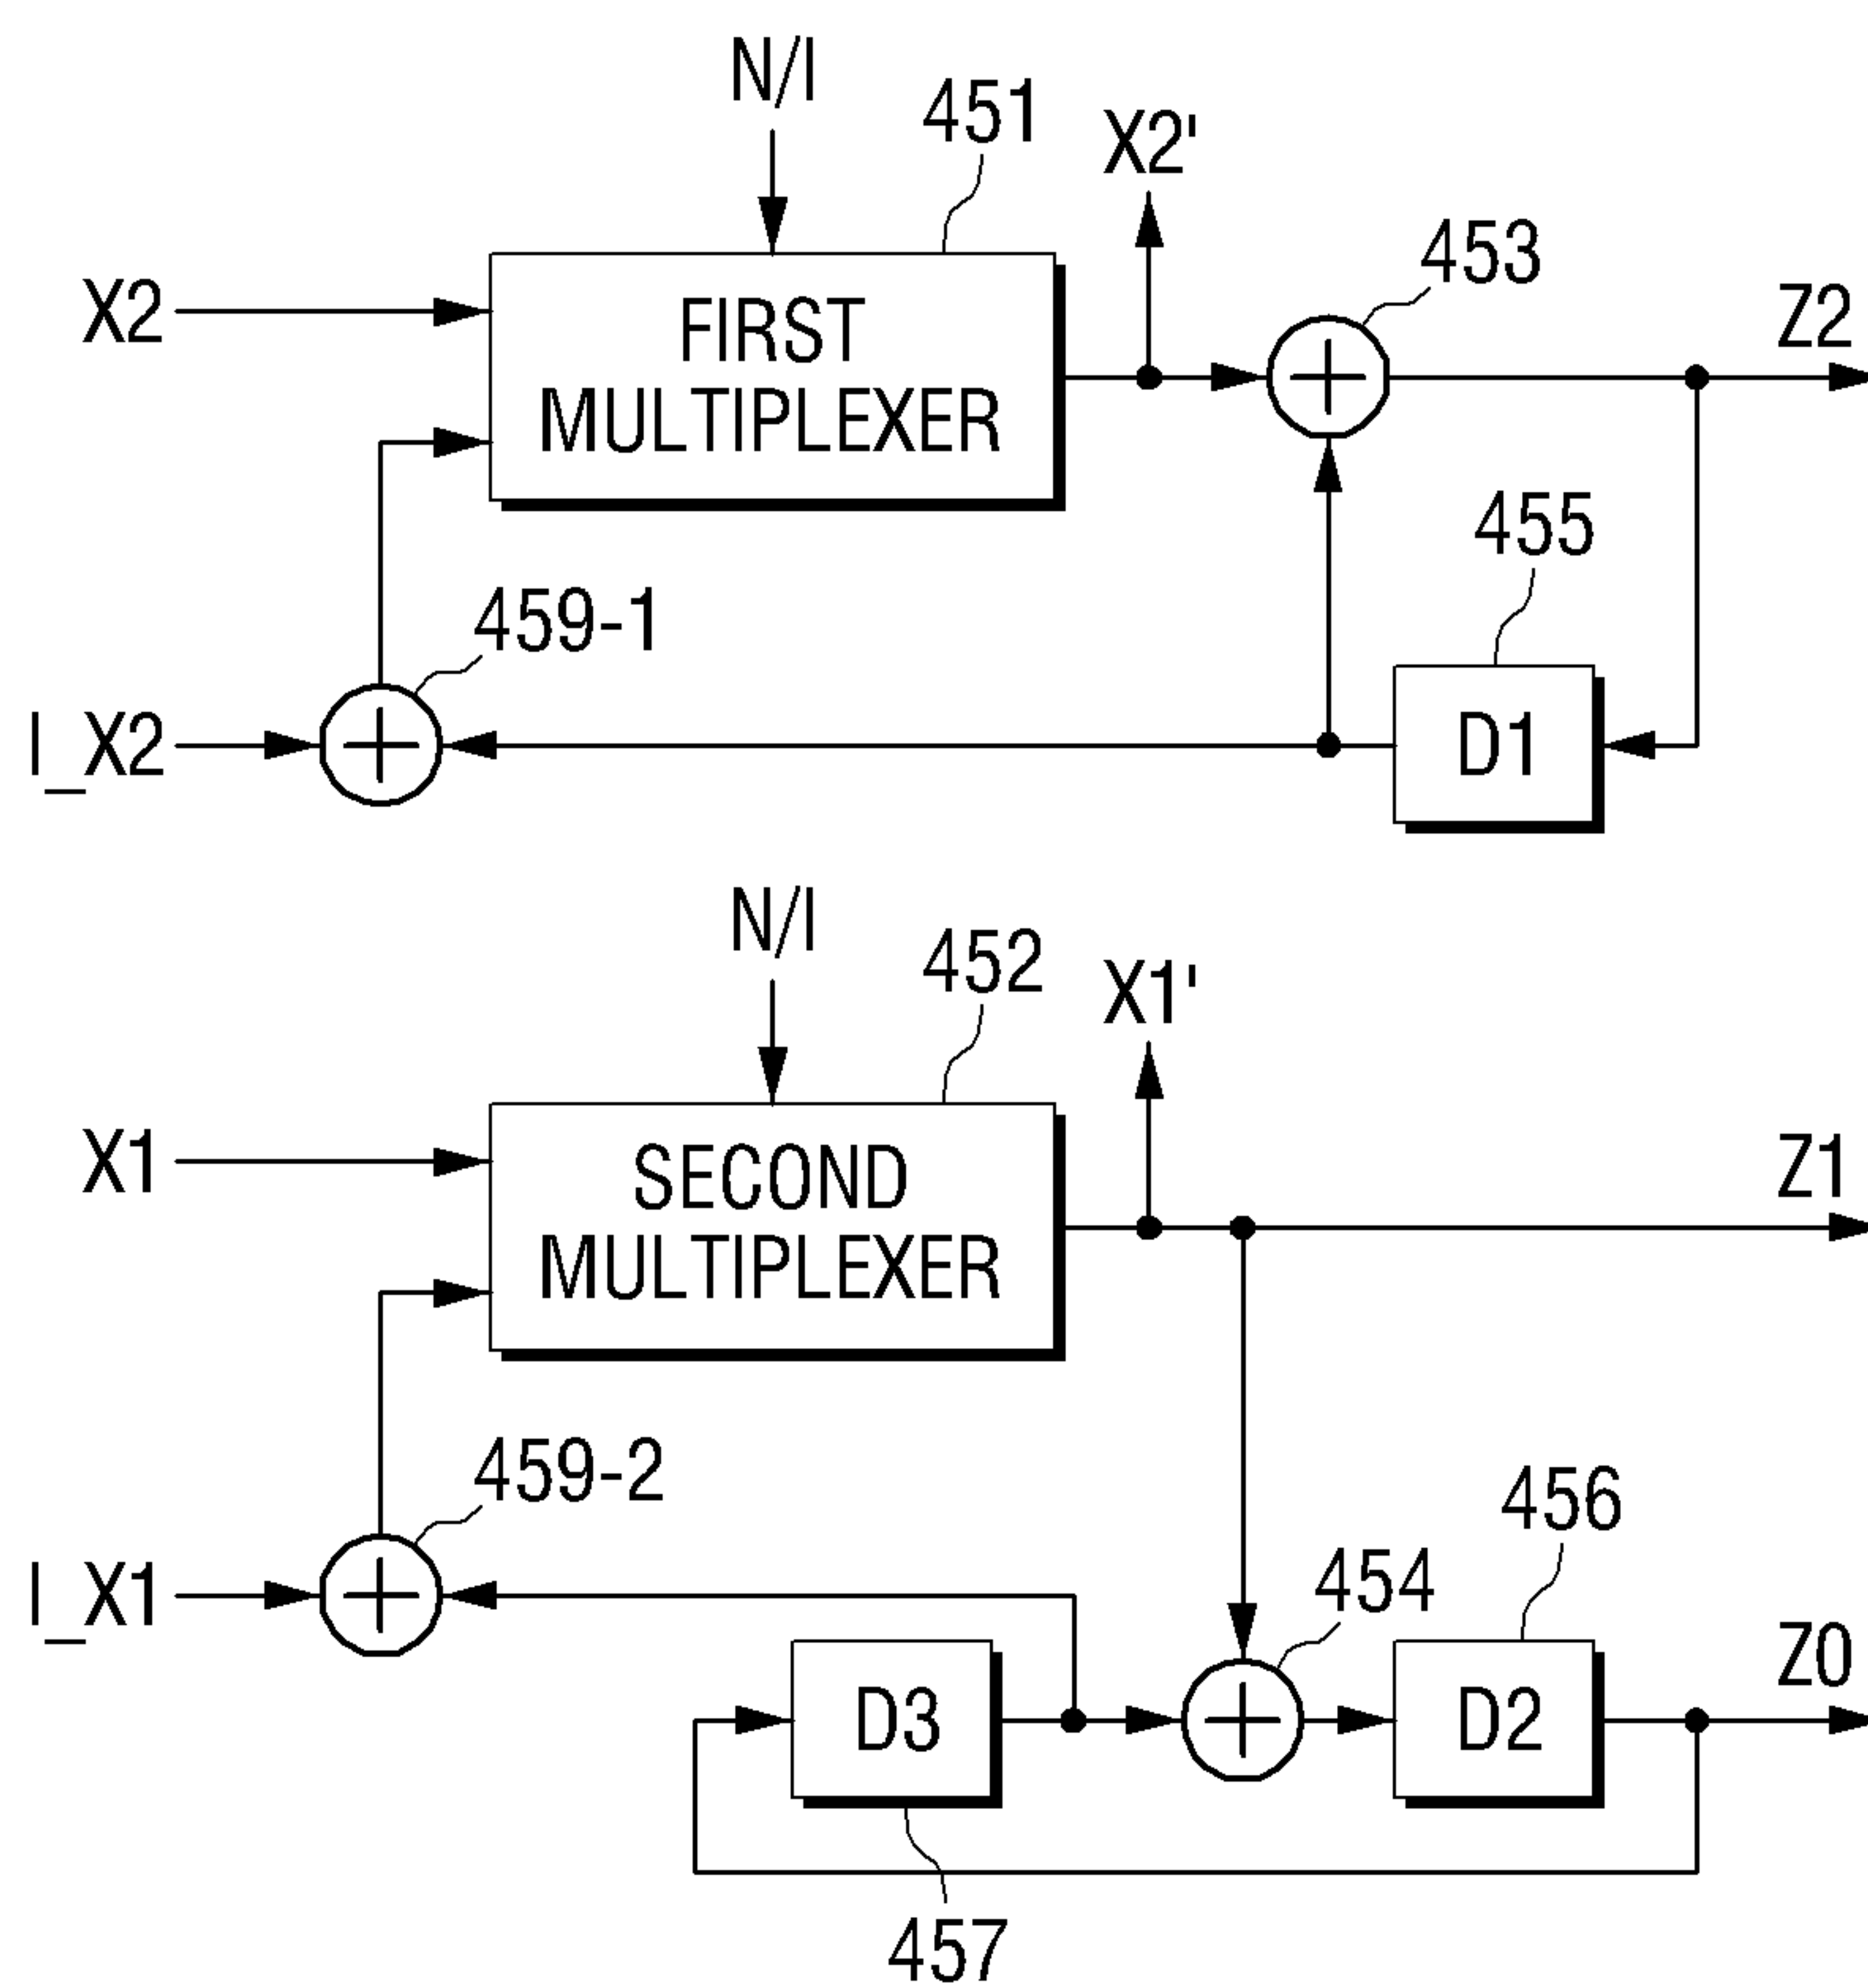 N/I
451
X2'
453
X2
FIRST
MULTIPLEXER
Z2
455
459-1
I_X2
D1
N/I
452
X1'
X1
SECOND
MULTIPLEXER
Z1
459-2
456
454
I_X1
D3
D2
Z0
457